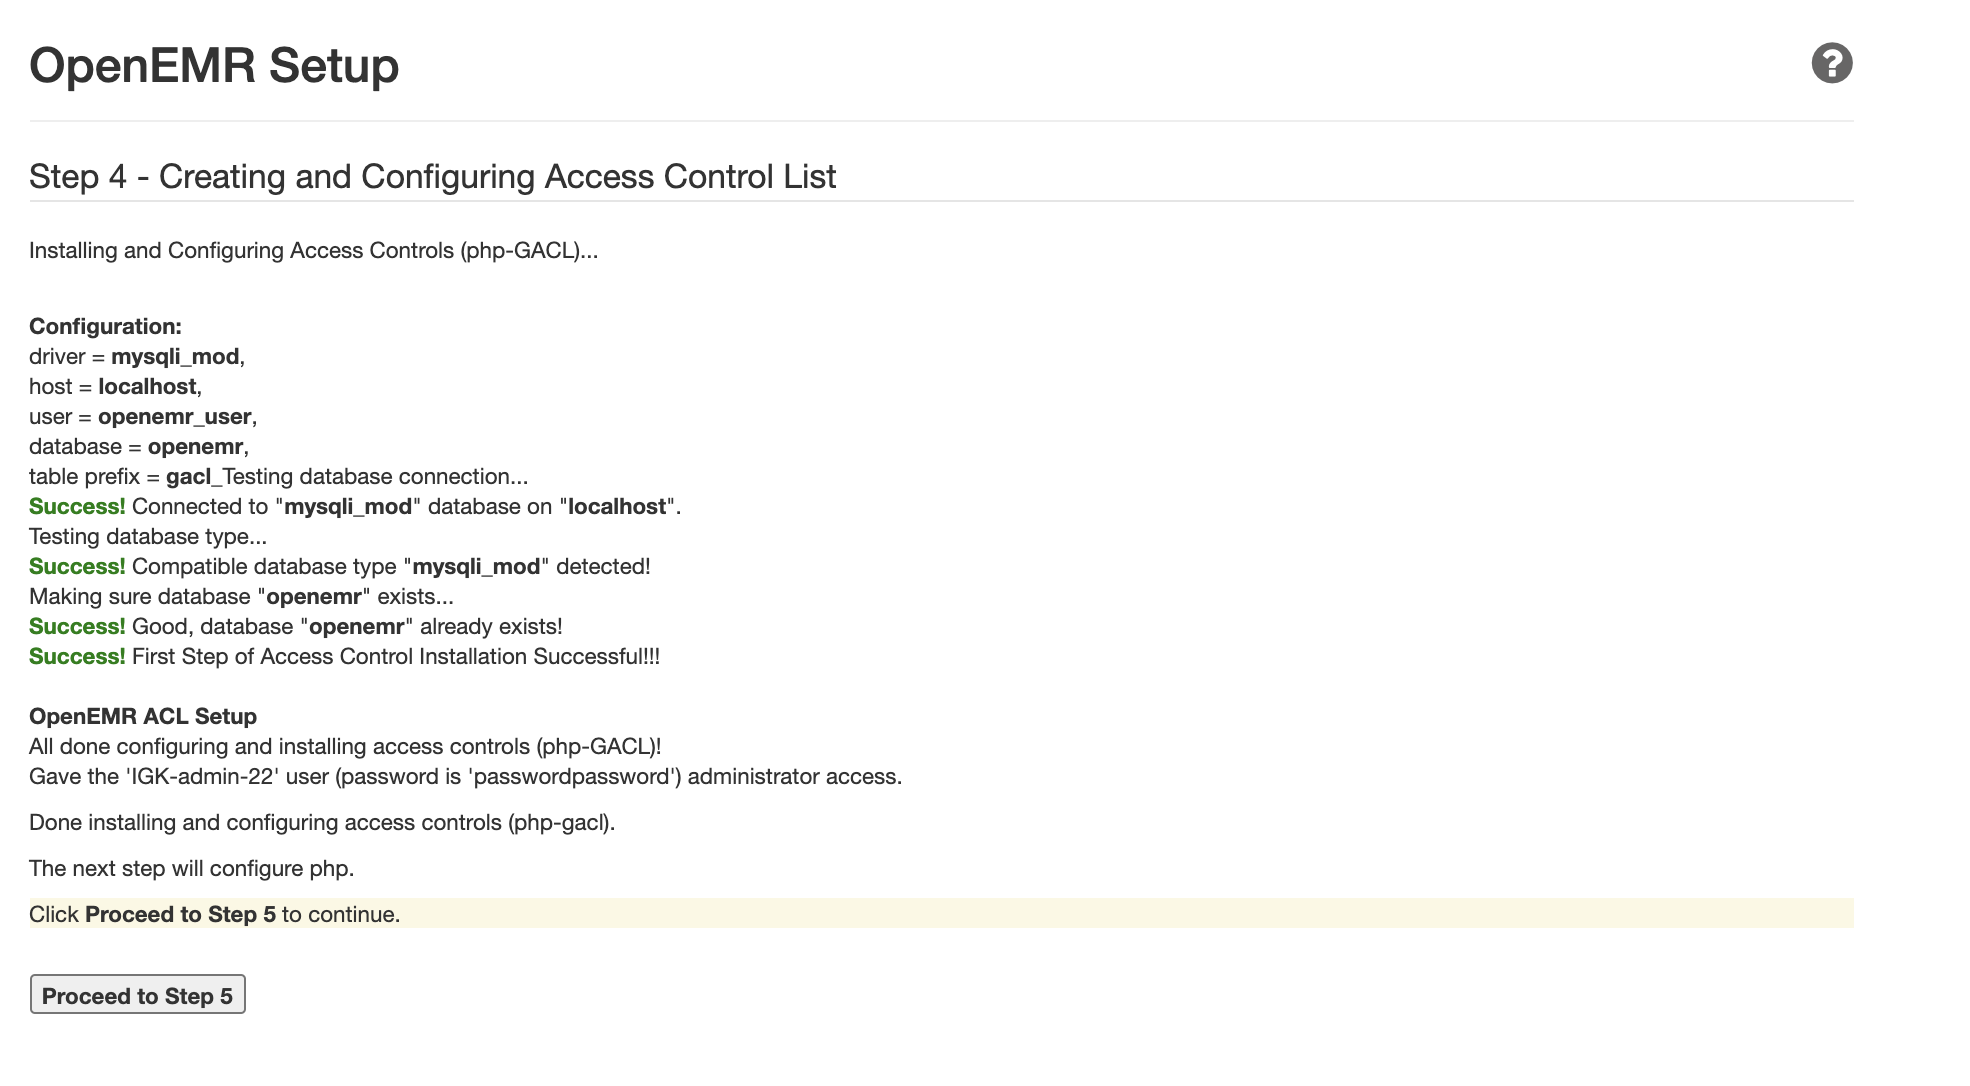 OpenEMR Setup
?
Step 4 - Creating and Configuring Access Control List
Installing and Configuring Access Controls (php-GACL)...
Configuration:
driver = mysqli_mod,
host = localhost,
user = openemr_user,
database = openemr,
table prefix = gacl_Testing database connection...
Success! Connected to "mysqli_mod" database on "localhost".
Testing database type...
Success! Compatible database type "mysqli_mod" detected!
Making sure database "openemr" exists...
Success! Good, database "openemr" already exists!
Success! First Step of Access Control Installation Successful!!!
OpenEMR ACL Setup
All done configuring and installing access controls (php-GACL)!
Gave the 'IGK-admin-22' user (password is 'passwordpassword') administrator access.
Done installing and configuring access controls (php-gacl).
The next step will configure php.
Click Proceed to Step 5 to continue.
Proceed to Step 5